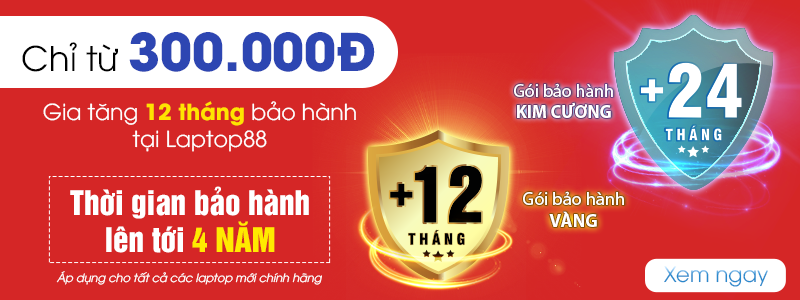 Chỉ từ 300.000Đ
Gia tăng 12 tháng bảo hành
tại Laptop88
Thời gian bảo hành
lên tới 4 NĂM
Áp dụng cho tất cả các laptop mới chính hãng
+12
THÁNG
Gói bảo hành
VÀNG
Gói bảo hành
KIM CƯƠNG
+24
THÁNG
Xem ngay